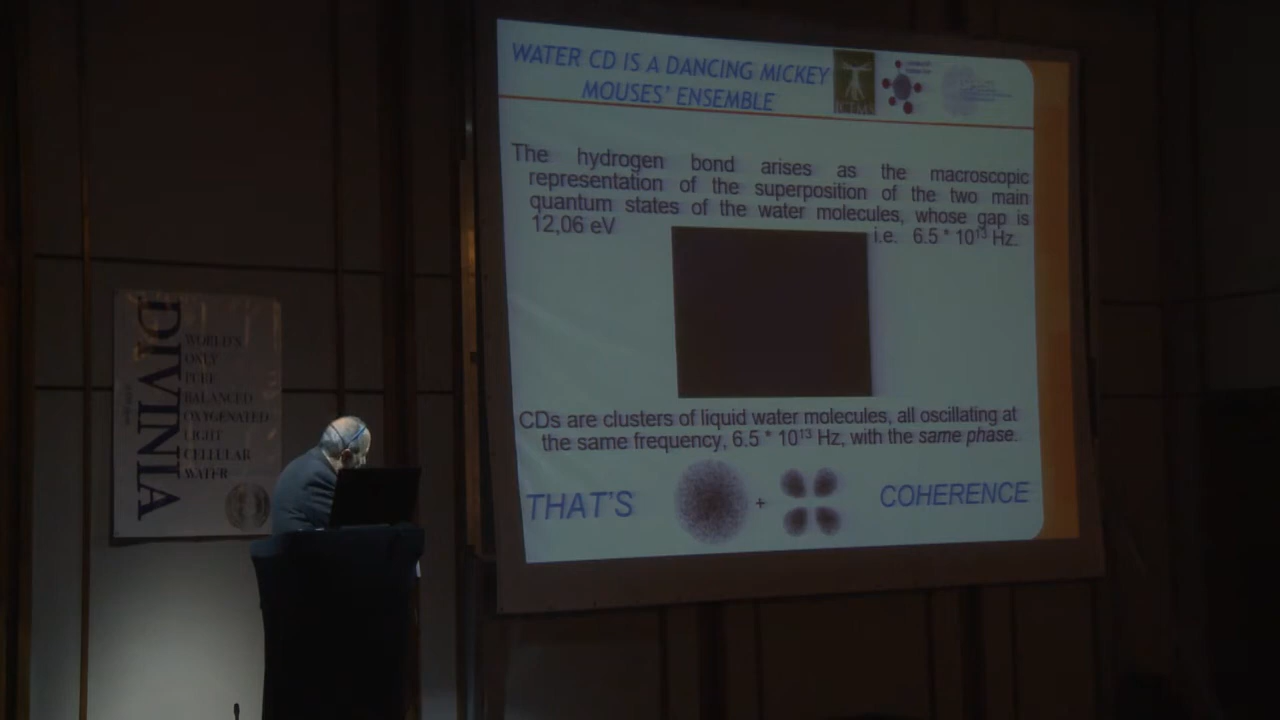 WATER CD IS A DANCING MICKEY
MOUSES' ENSEMBLE
The hydrogen bond arises as the macroscopic
representation of the superposition of the two main
quantum states of the water molecules, whose gap is
12,06 eV
i.e. 6.5 * 10¹³ Hz.
CDs are clusters of liquid water molecules, all oscillating at
the same frequency, 6.5 * 10¹³ Hz, with the same phase.
THAT'S
+
COHERENCE
DIVINIA
WORLD'S
ONLY
PURE
BALANCED
OXYGENATED
LIGHT
CELLULAR
WATER